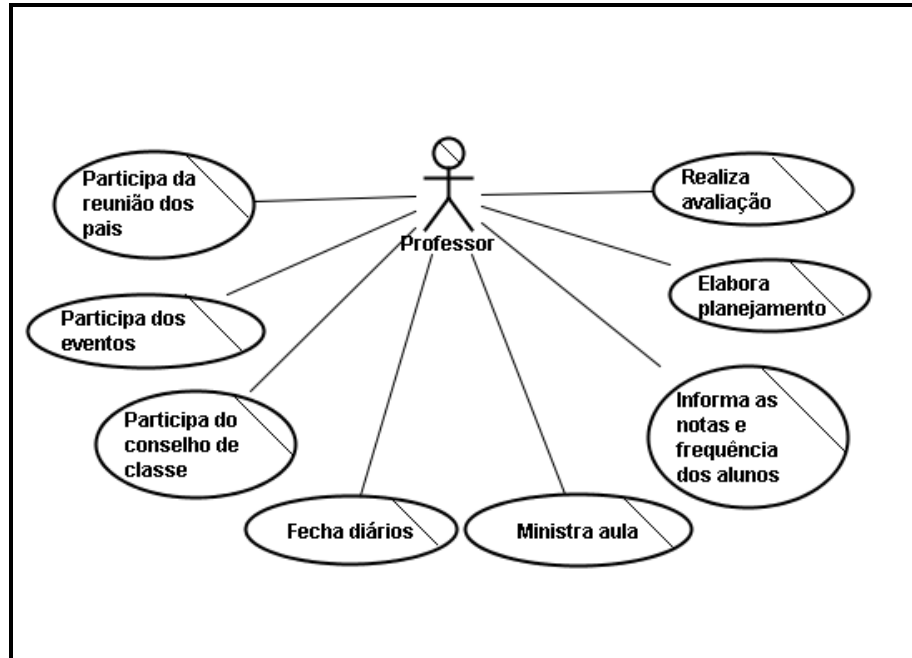 Professor
Participa da
reunião dos
pais
Participa dos
eventos
Participa do
conselho de
classe
Fecha diários
Ministra aula
Informa as
notas e
frequência
dos alunos
Elabora
planejamento
Realiza
avaliação